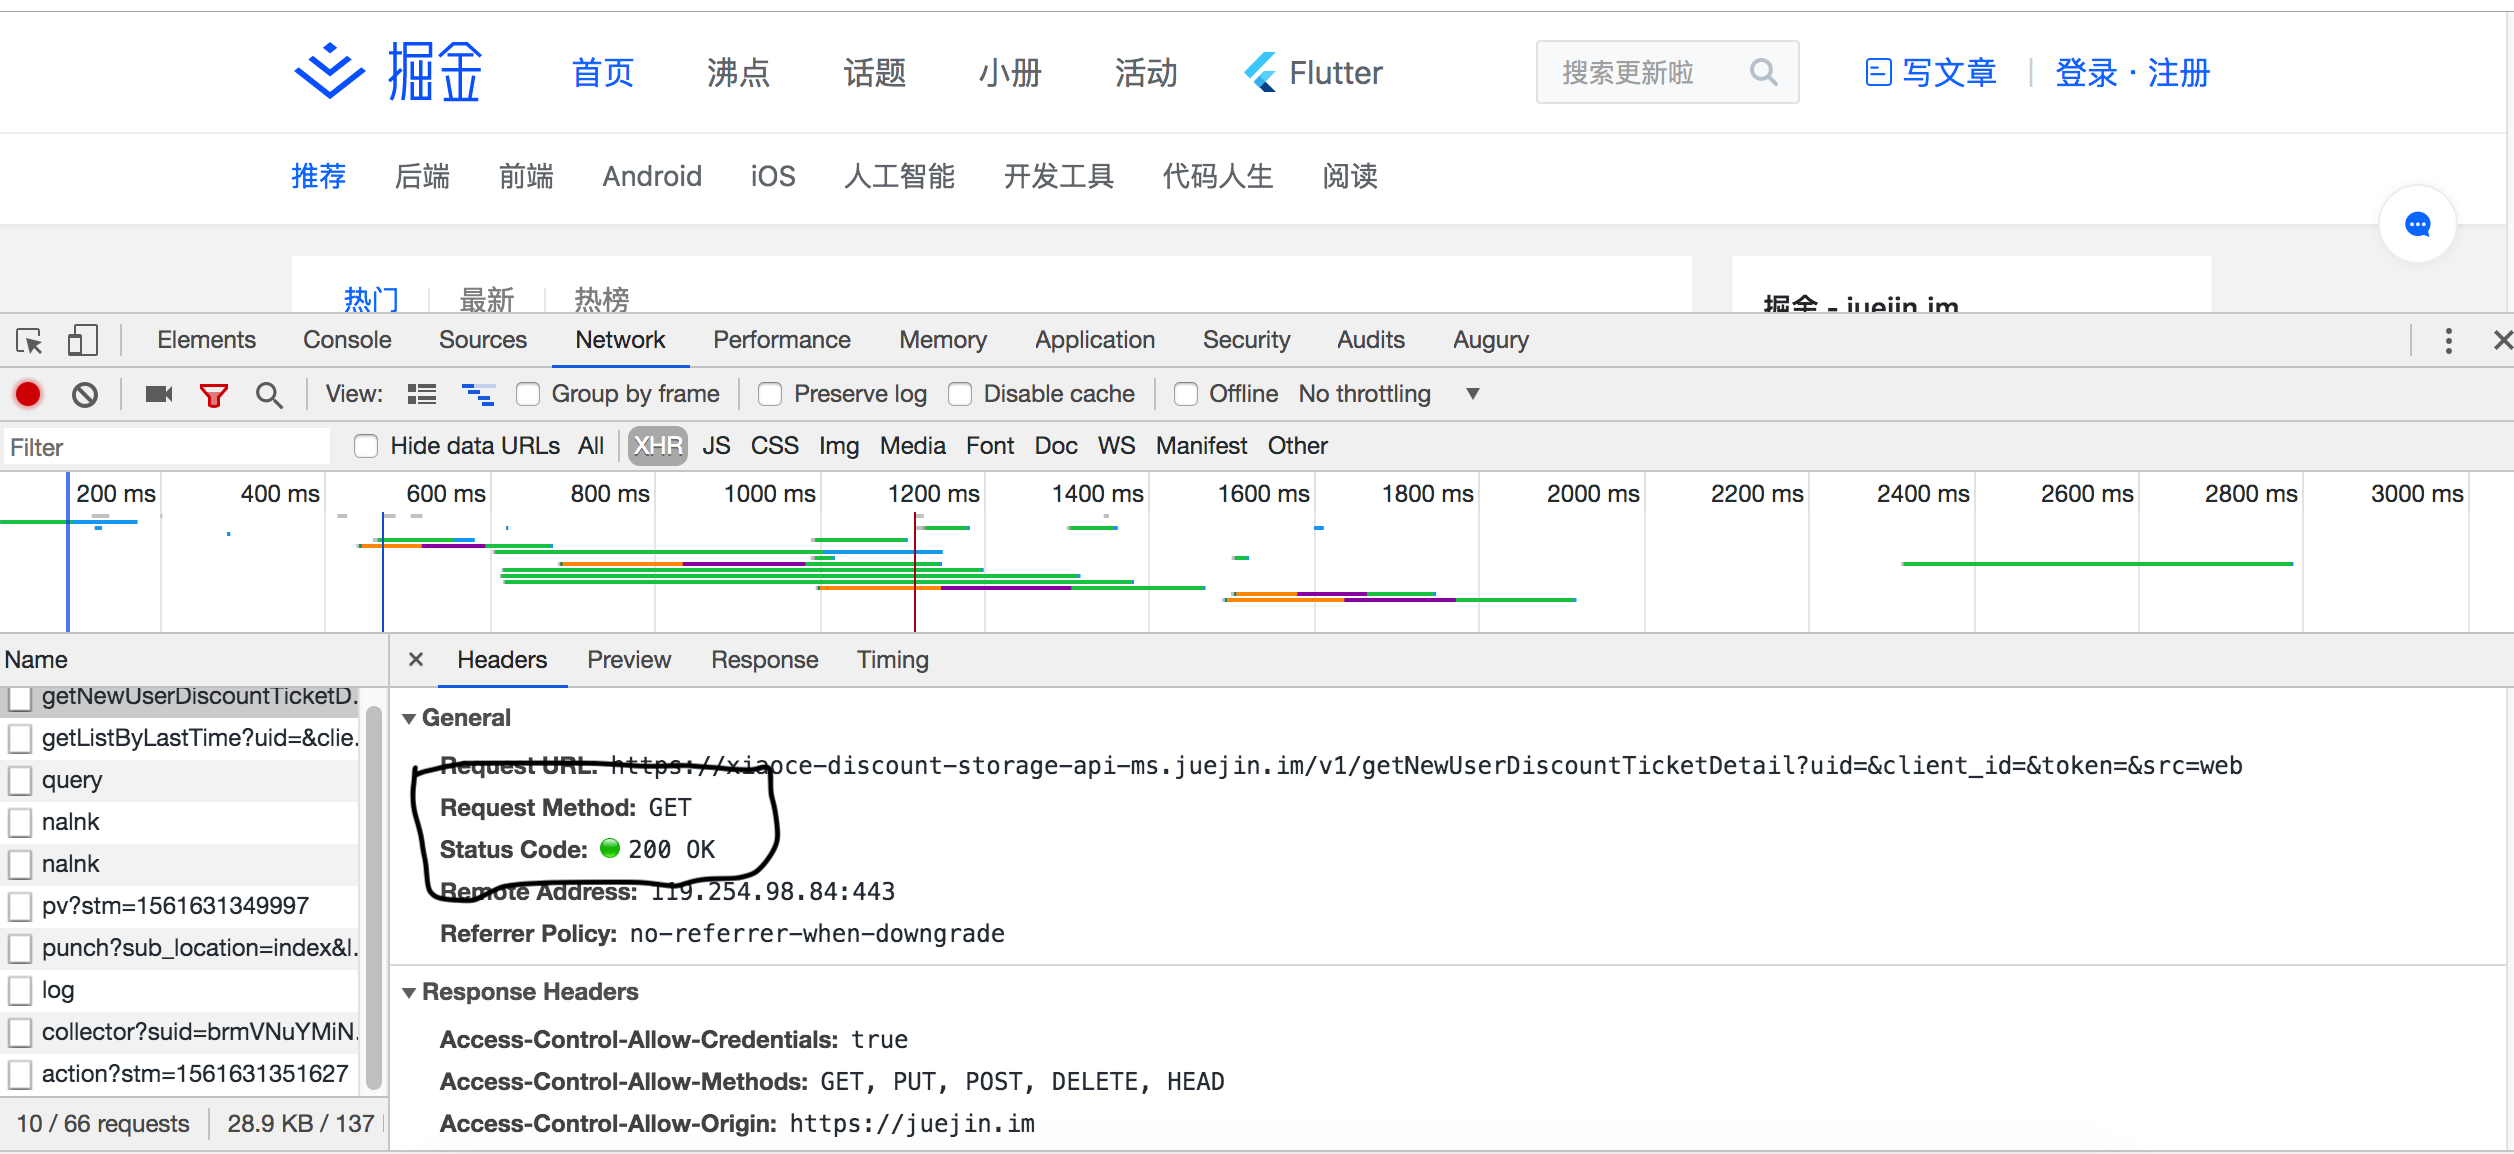 掘金 首页 沸点 话题 小册 活动 Flutter 搜索更新啦 写文章 登录 · 注册
推荐 后端 前端 Android iOS 人工智能 开发工具 代码人生 阅读
热门 最新 热榜
掘金 - juejin.im
Elements Console Sources Network Performance Memory Application Security Audits Augury
View: Group by frame Preserve log Disable cache Offline No throttling
Filter Hide data URLs All XHR JS CSS Img Media Font Doc WS Manifest Other
200 ms 400 ms 600 ms 800 ms 1000 ms 1200 ms 1400 ms 1600 ms 1800 ms 2000 ms 2200 ms 2400 ms 2600 ms 2800 ms 3000 ms
Name
getNewUserDiscountTicketD.
getListByLastTime?uid=&clie.
query
nalnk
nalnk
pv?stm=1561631349997
punch?sub_location=index&l.
log
collector?suid=brmVNuYMiN.
action?stm=1561631351627
10 / 66 requests 28.9 KB / 137
× Headers Preview Response Timing
General
Request URL: https://xiaoce-discount-storage-api-ms.juejin.im/v1/getNewUserDiscountTicketDetail?uid=&client_id=&token=&src=web
Request Method: GET
Status Code: 200 OK
Remote Address: 119.254.98.84:443
Referrer Policy: no-referrer-when-downgrade
Response Headers
Access-Control-Allow-Credentials: true
Access-Control-Allow-Methods: GET, PUT, POST, DELETE, HEAD
Access-Control-Allow-Origin: https://juejin.im